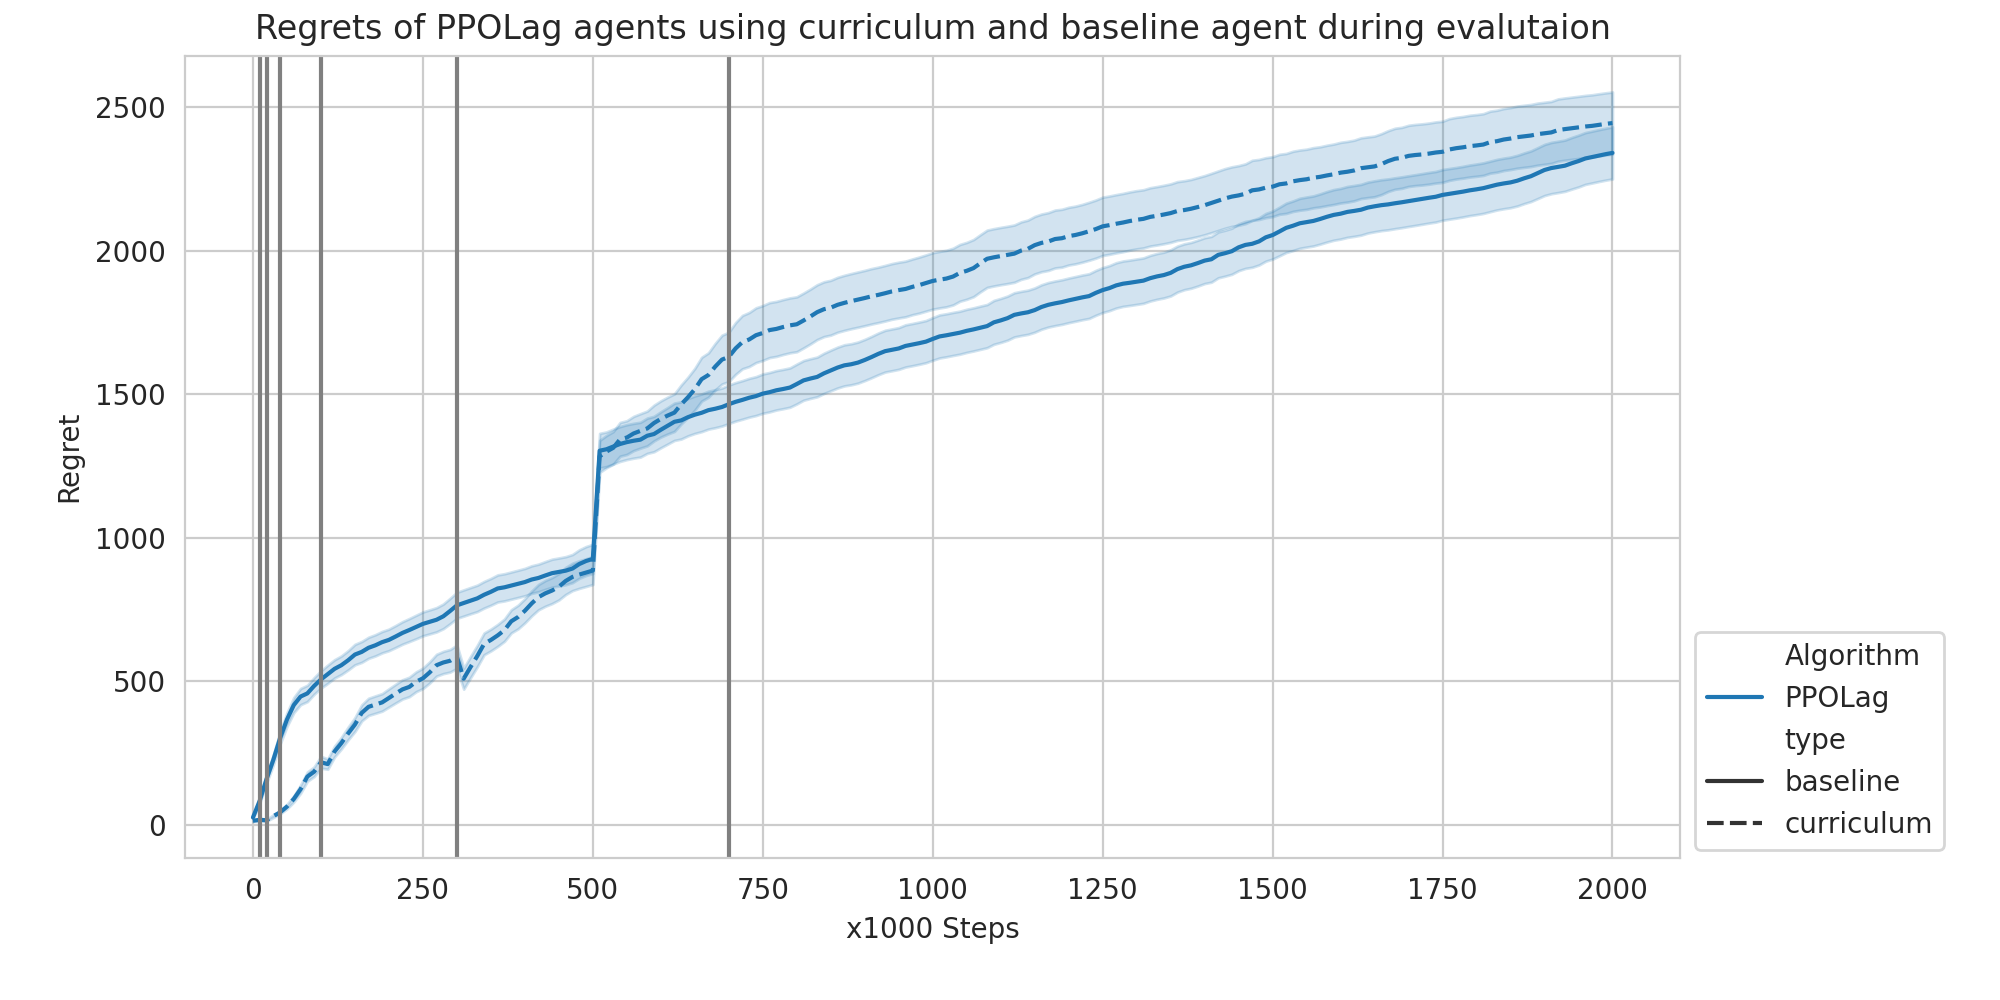 Regrets of PPOLag agents using curriculum and baseline agent during evalutaion
2500
2000
1500
1000
500
0
Regret
0 250 500 750 1000 1250 1500 1750 2000
x1000 Steps
Algorithm
PPOLag
type
baseline
curriculum